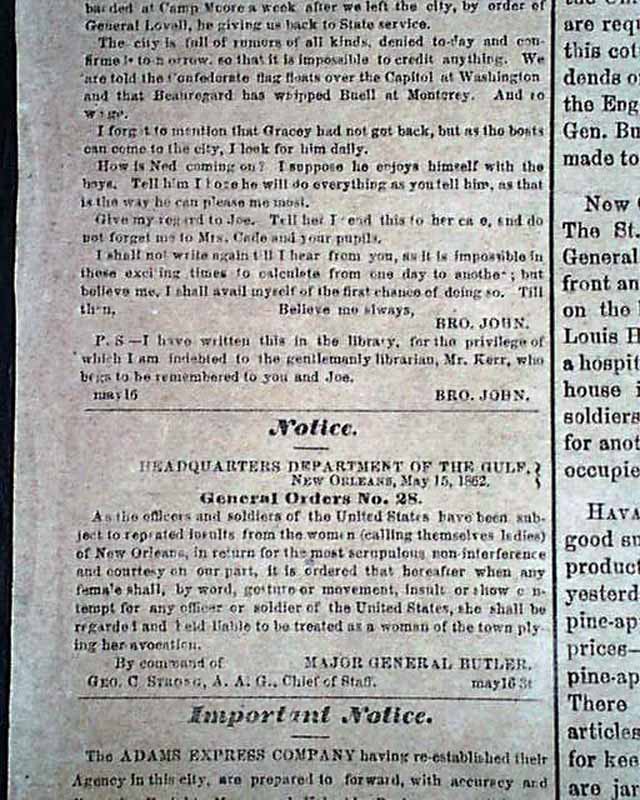 barded at Camp Moore a week after we left the city, by order of
General Lovell, he giving us back to State service.
The city is full of rumors of all kinds, denied to-day and con-
firme to-morrow, so that it is impossible to credit anything. We
are told the Confederate flag floats over the Capitol at Washington
and that Beauregard has whipped Buell at Monterey. And so
we go.
I forgot to mention that Gracey had not got back, but as the boats
can come to the city, I look for him daily.
How is Ned coming on? I suppose he enjoys himself with the
boys. Tell him I hope he will do everything as you tell him, as that
is the way he can please me most.
Give my regard to Joe. Tell her I send this to her care, and do
not forget me to Mrs. Cade and your pupils.
I shall not write again till I hear from you, as it is impossible in
these exciting times to calculate from one day to another; but
believe me, I shall avail myself of the first chance of doing so. Till
then, Believe me always,
BRO. JOHN.
P. S—I have written this in the library, for the privilege of
which I am indebted to the gentlemanly librarian, Mr. Kerr, who
begs to be remembered to you and Joe.
may16 BRO. JOHN.
Notice.
HEADQUARTERS DEPARTMENT OF THE GULF,
NEW ORLEANS, May 15, 1862.
General Orders No. 28.
As the officers and soldiers of the United States have been sub-
ject to repeated insults from the women (calling themselves ladies)
of New Orleans, in return for the most scrupulous non-interference
and courtesy on our part, it is ordered that hereafter when any
female shall, by word, gesture or movement, insult or show con-
tempt for any officer or soldier of the United States, she shall be
regarded and held liable to be treated as a woman of the town ply-
ing her avocation.
By command of MAJOR GENERAL BUTLER.
GEO. C STRONG, A. A. G., Chief of Staff. may16 3t
Important Notice.
The ADAMS EXPRESS COMPANY having re-established their
Agency in this city, are prepared to forward, with accuracy and
are requ
this cot
dends o
the Eng
Gen. Bu
made to
New O
The St.
General
front an
on the
Louis H
a hospit
house i
soldiers
for anot
occupie
HAVA
good su
product
yesterd
pine-ap
prices—
pine-ap
There
articles
for kee
are jar